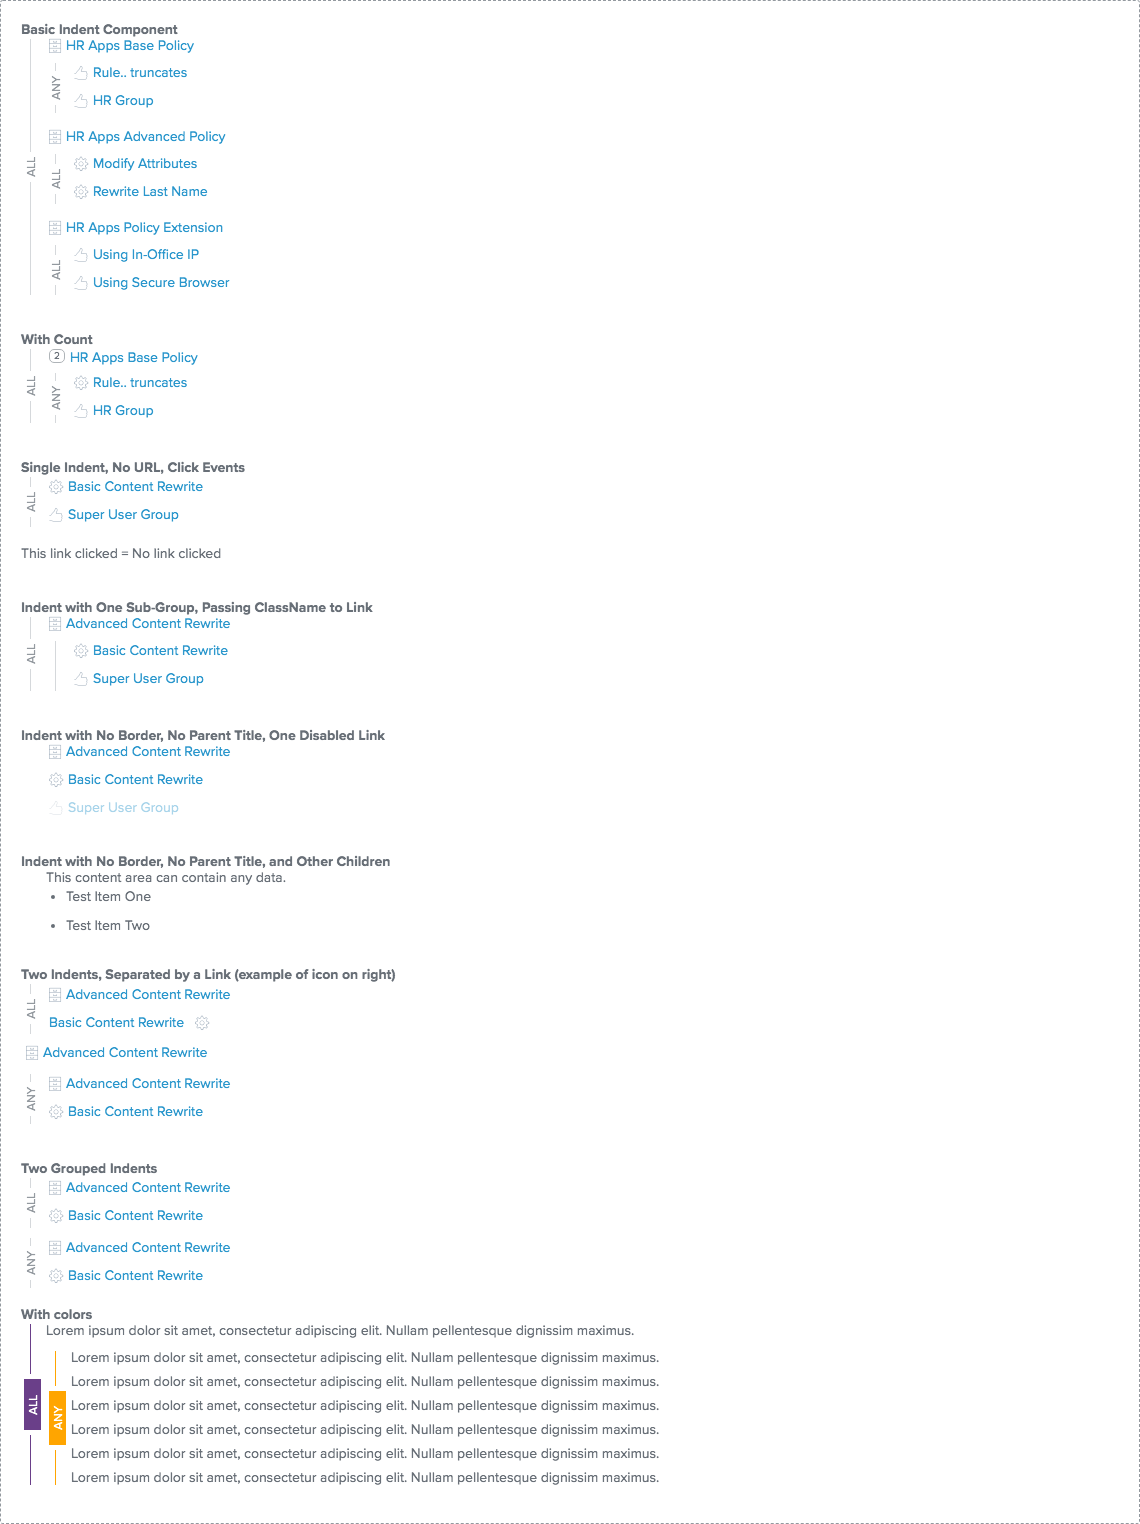 Basic Indent Component
HR Apps Base Policy
ANY
Rule.. truncates
HR Group
ALL
HR Apps Advanced Policy
ALL
Modify Attributes
Rewrite Last Name
HR Apps Policy Extension
ALL
Using In-Office IP
Using Secure Browser
With Count
2 HR Apps Base Policy
ALL
ANY
Rule.. truncates
HR Group
Single Indent, No URL, Click Events
ALL
Basic Content Rewrite
Super User Group
This link clicked = No link clicked
Indent with One Sub-Group, Passing ClassName to Link
Advanced Content Rewrite
ALL
Basic Content Rewrite
Super User Group
Indent with No Border, No Parent Title, One Disabled Link
Advanced Content Rewrite
Basic Content Rewrite
Super User Group
Indent with No Border, No Parent Title, and Other Children
This content area can contain any data.
• Test Item One
• Test Item Two
Two Indents, Separated by a Link (example of icon on right)
ALL
Advanced Content Rewrite
Basic Content Rewrite
Advanced Content Rewrite
ANY
Advanced Content Rewrite
Basic Content Rewrite
Two Grouped Indents
ALL
Advanced Content Rewrite
Basic Content Rewrite
ANY
Advanced Content Rewrite
Basic Content Rewrite
With colors
Lorem ipsum dolor sit amet, consectetur adipiscing elit. Nullam pellentesque dignissim maximus.
ALL
ANY
Lorem ipsum dolor sit amet, consectetur adipiscing elit. Nullam pellentesque dignissim maximus.
Lorem ipsum dolor sit amet, consectetur adipiscing elit. Nullam pellentesque dignissim maximus.
Lorem ipsum dolor sit amet, consectetur adipiscing elit. Nullam pellentesque dignissim maximus.
Lorem ipsum dolor sit amet, consectetur adipiscing elit. Nullam pellentesque dignissim maximus.
Lorem ipsum dolor sit amet, consectetur adipiscing elit. Nullam pellentesque dignissim maximus.
Lorem ipsum dolor sit amet, consectetur adipiscing elit. Nullam pellentesque dignissim maximus.